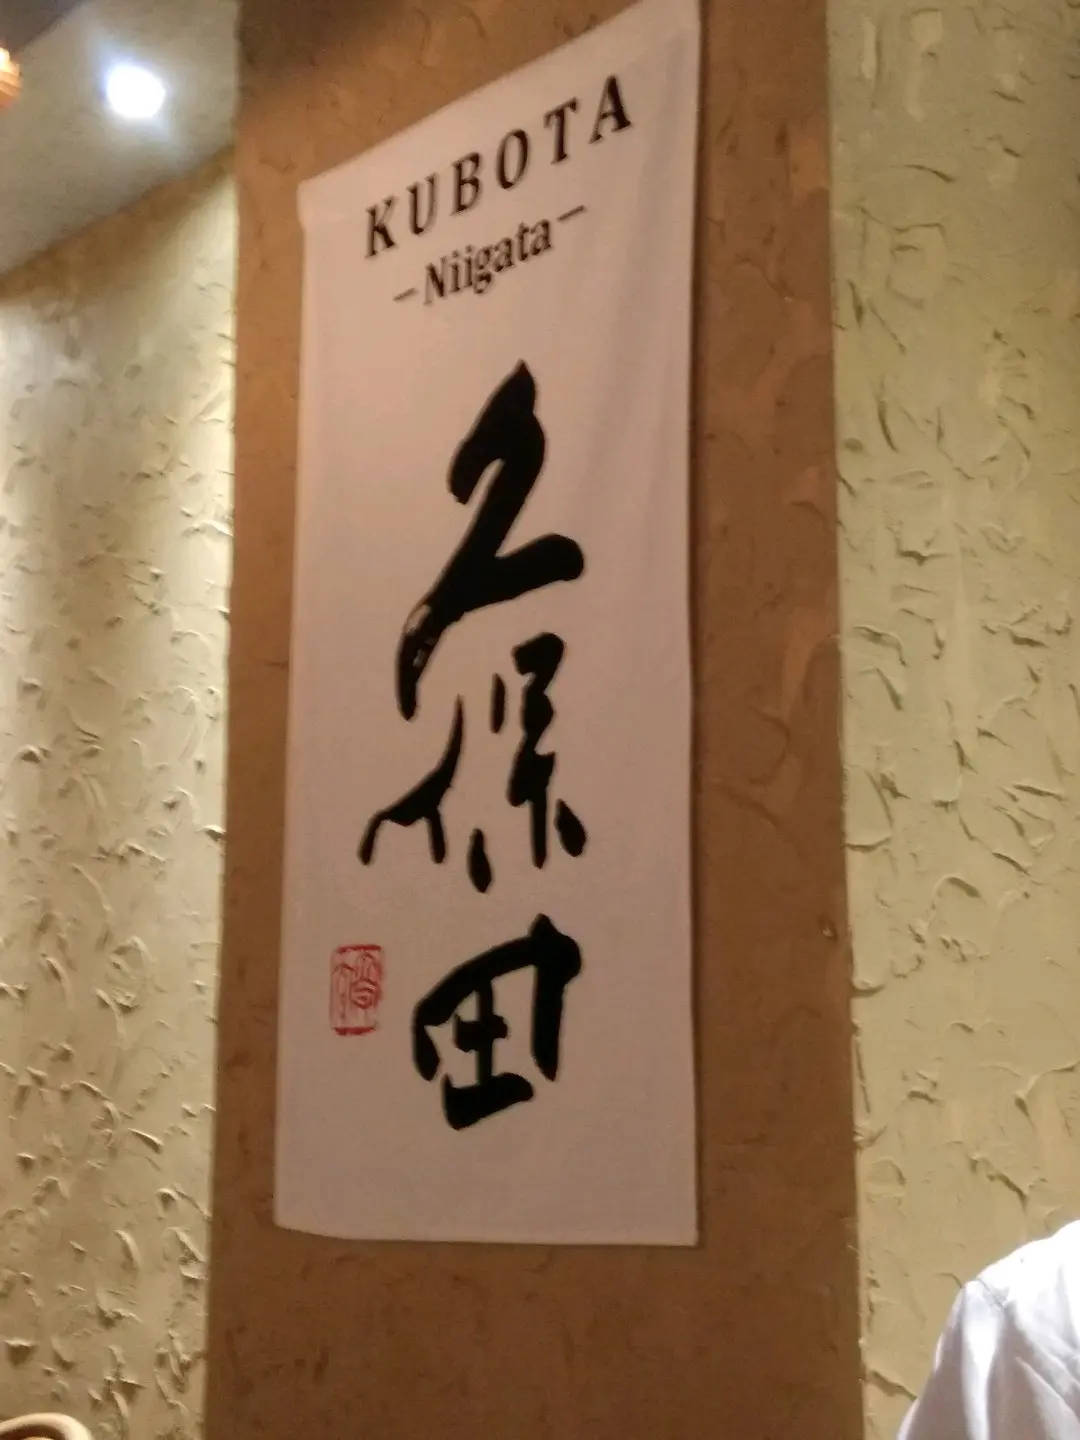 KUBOTA
-Niigata-
久保田